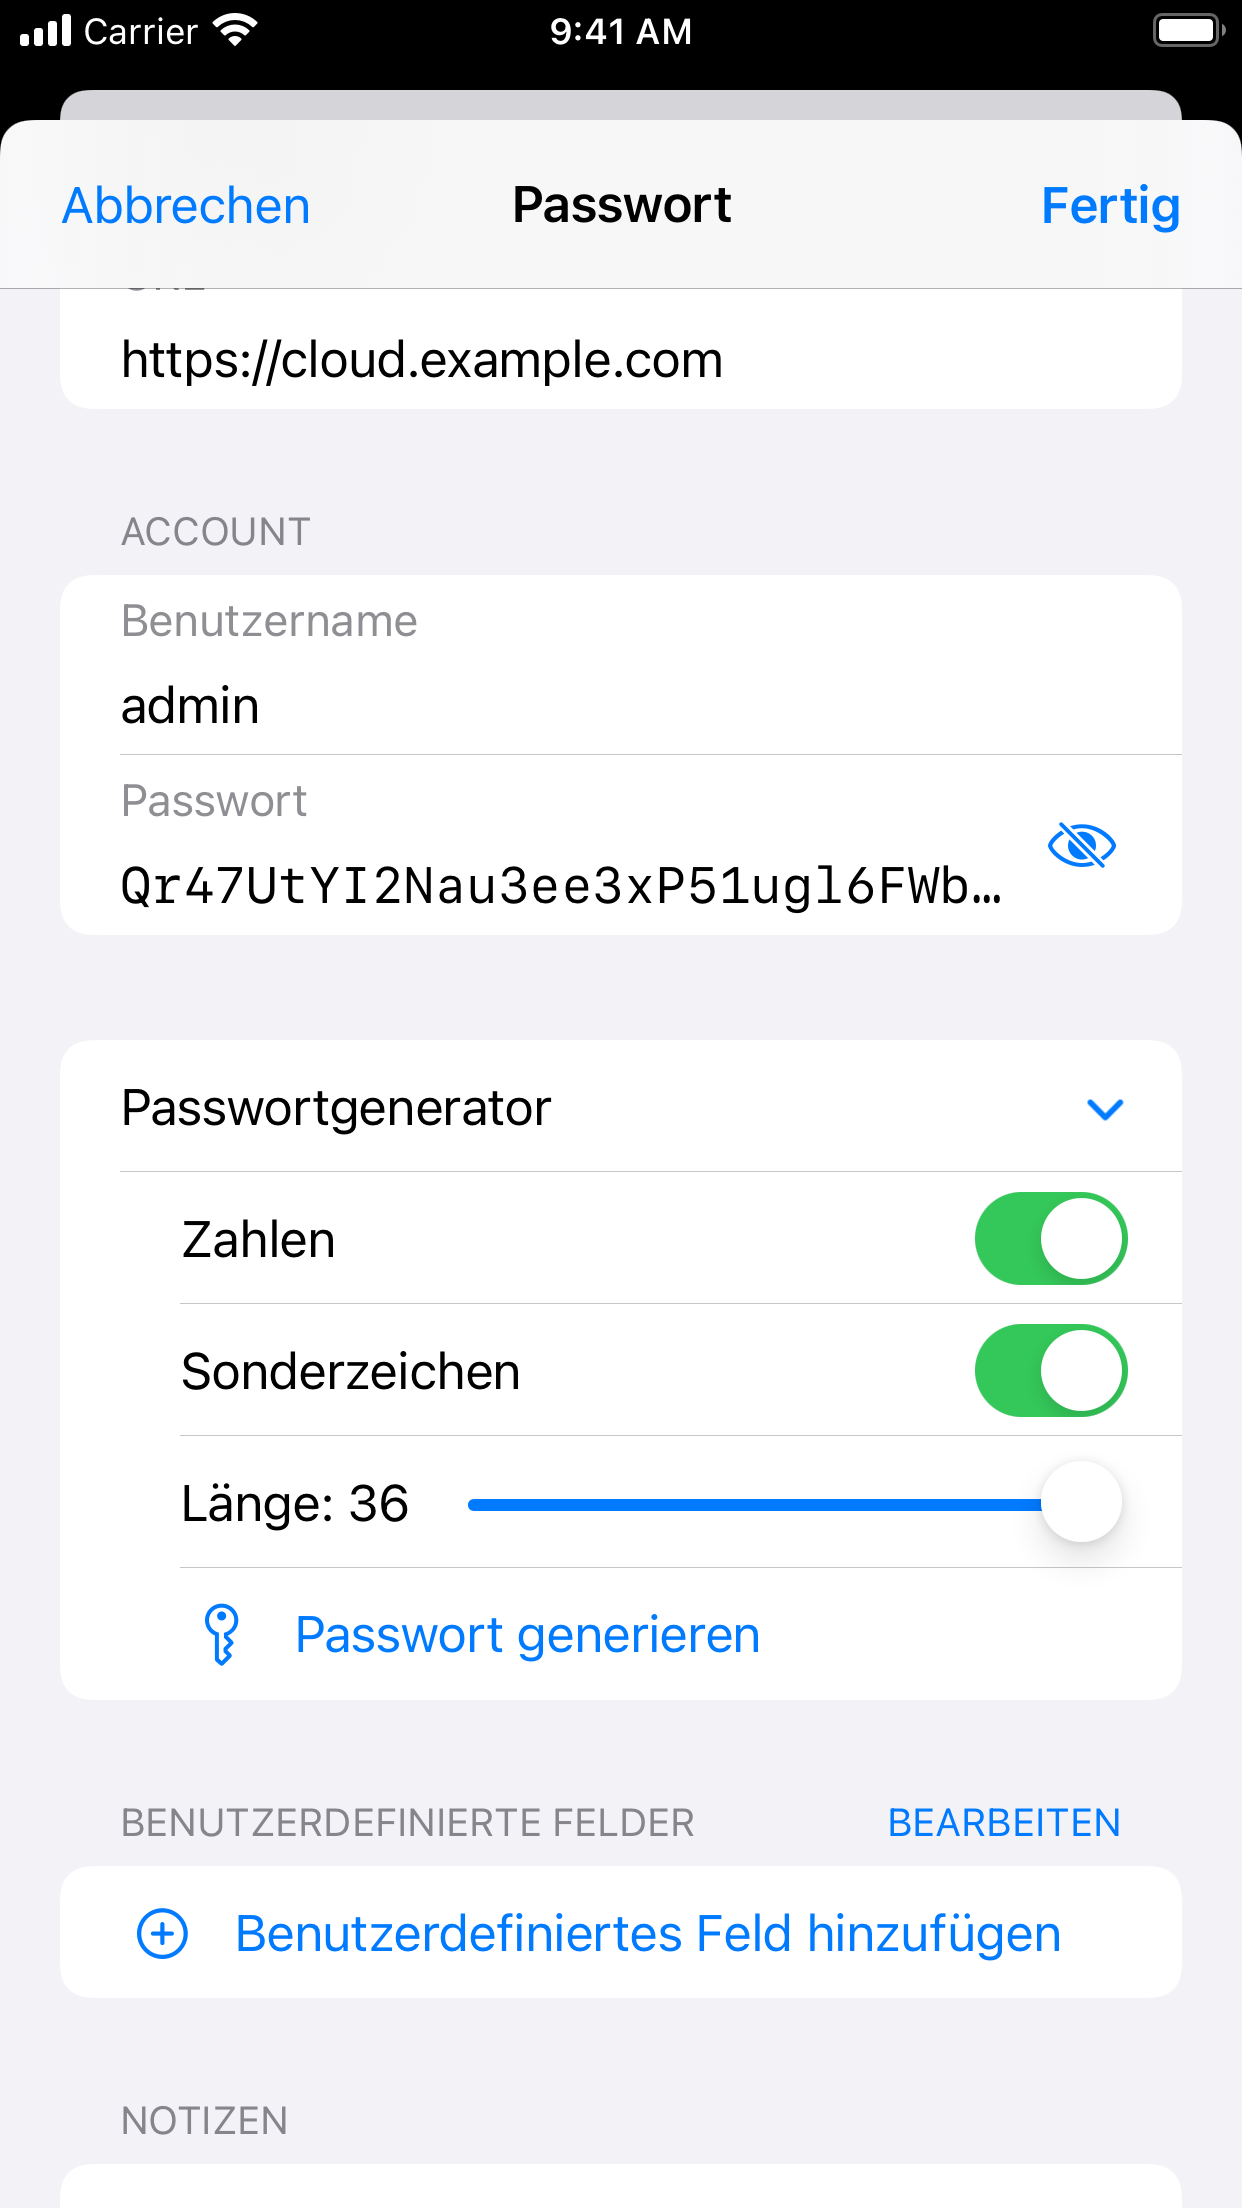 Carrier
9:41 AM
Abbrechen
Passwort
Fertig
https://cloud.example.com
ACCOUNT
Benutzername
admin
Passwort
Qr47UtYI2Nau3ee3xP51ugl6FWb…
Passwortgenerator
Zahlen
Sonderzeichen
Länge: 36
Passwort generieren
BENUTZERDEFINIERTE FELDER
BEARBEITEN
Benutzerdefiniertes Feld hinzufügen
NOTIZEN